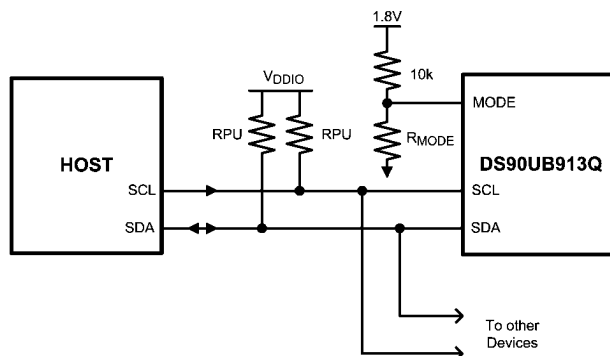 1.8V
10k
VDDIO
RPU
RPU
MODE
RMODE
HOST
DS90UB913Q
SCL
SCL
SDA
SDA
To other
Devices